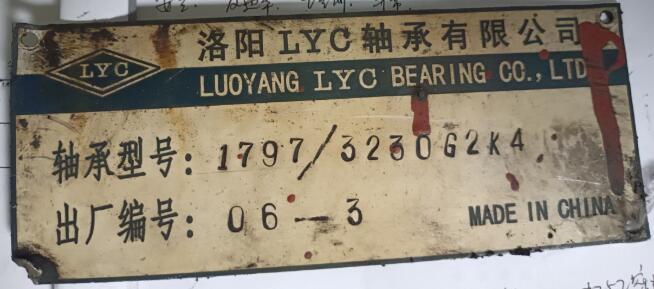 LYC
洛阳LYC轴承有限公司
LUOYANG LYC BEARING CO., LTD
轴承型号: 1797/3230G2K4
出厂编号: 06-3
MADE IN CHINA